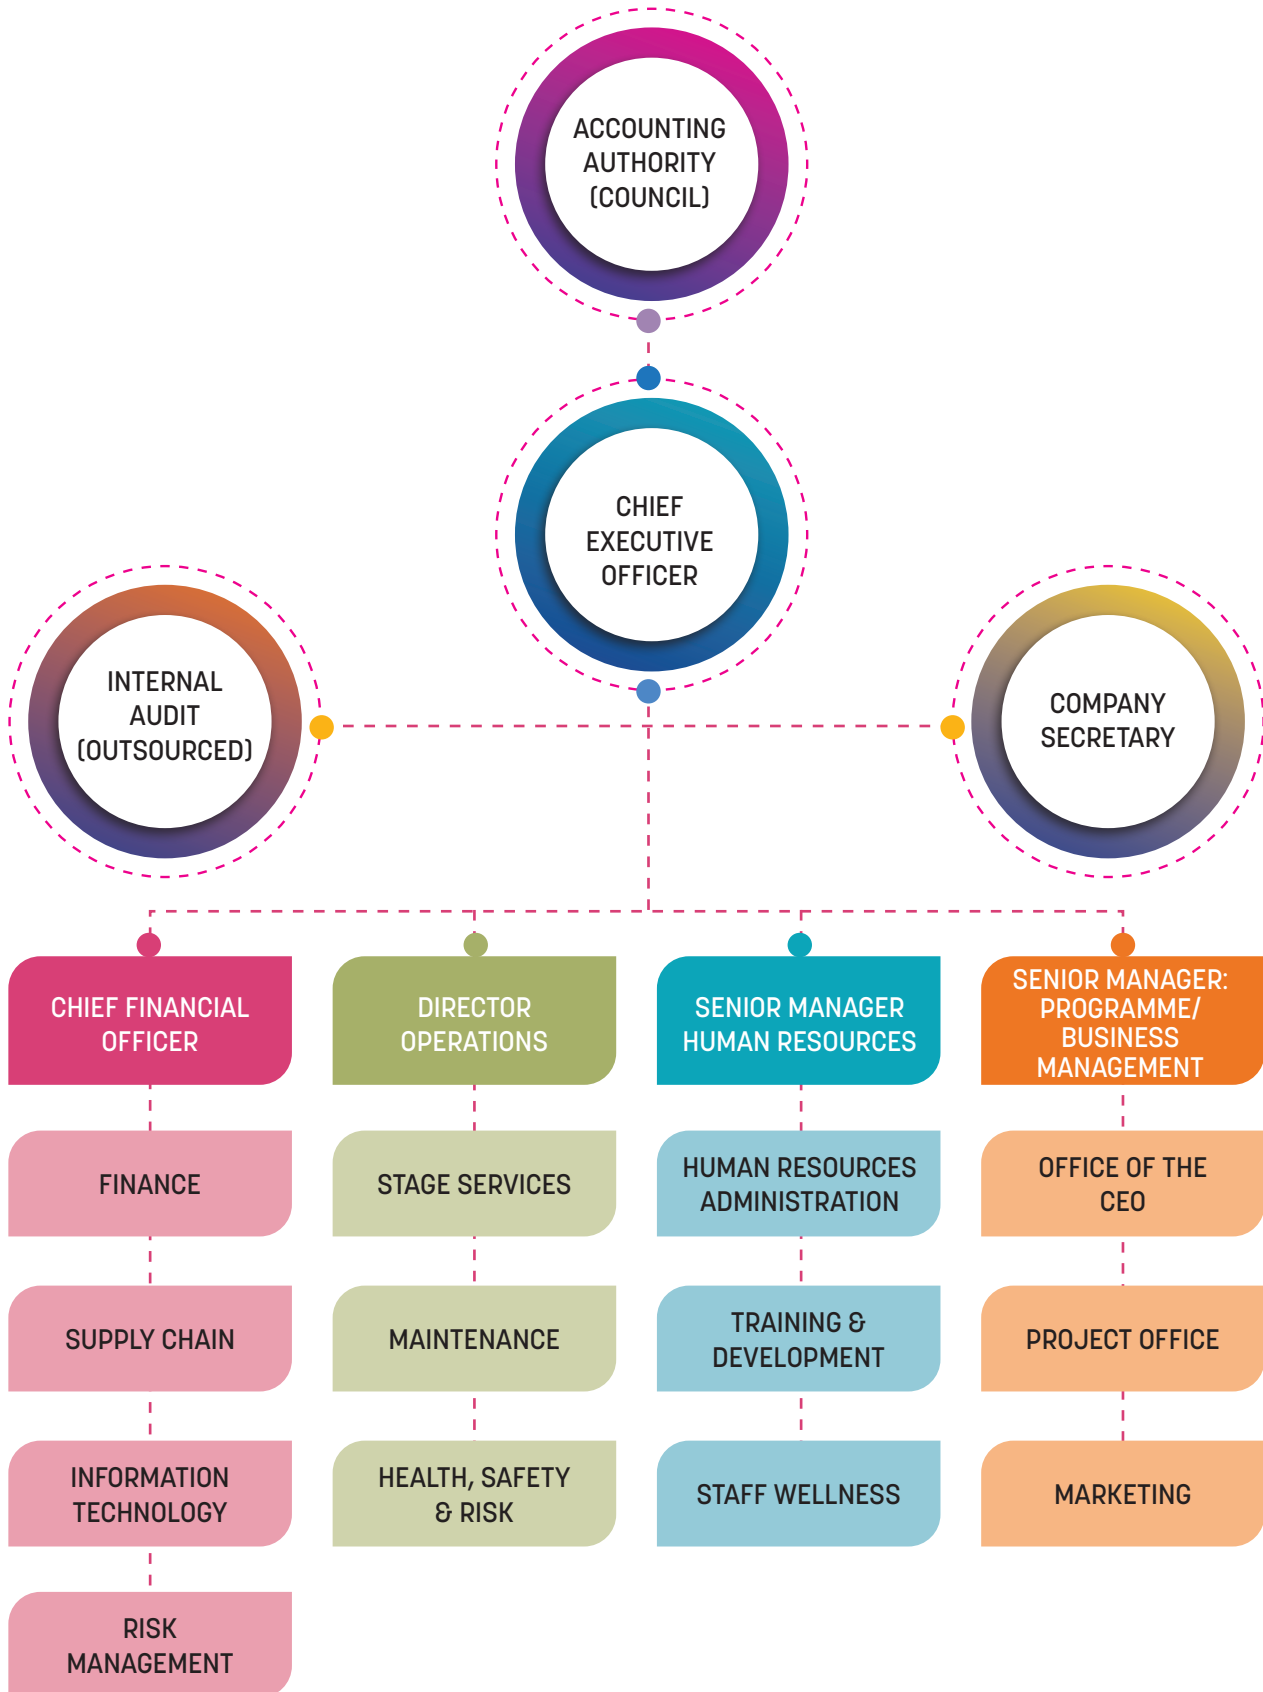 ACCOUNTING
AUTHORITY
(COUNCIL)
CHIEF
EXECUTIVE
OFFICER
INTERNAL
AUDIT
(OUTSOURCED)
COMPANY
SECRETARY
CHIEF FINANCIAL
OFFICER
FINANCE
SUPPLY CHAIN
INFORMATION
TECHNOLOGY
RISK
MANAGEMENT
DIRECTOR
OPERATIONS
STAGE SERVICES
MAINTENANCE
HEALTH, SAFETY
& RISK
SENIOR MANAGER
HUMAN RESOURCES
HUMAN RESOURCES
ADMINISTRATION
TRAINING &
DEVELOPMENT
STAFF WELLNESS
SENIOR MANAGER:
PROGRAMME/
BUSINESS
MANAGEMENT
OFFICE OF THE
CEO
PROJECT OFFICE
MARKETING